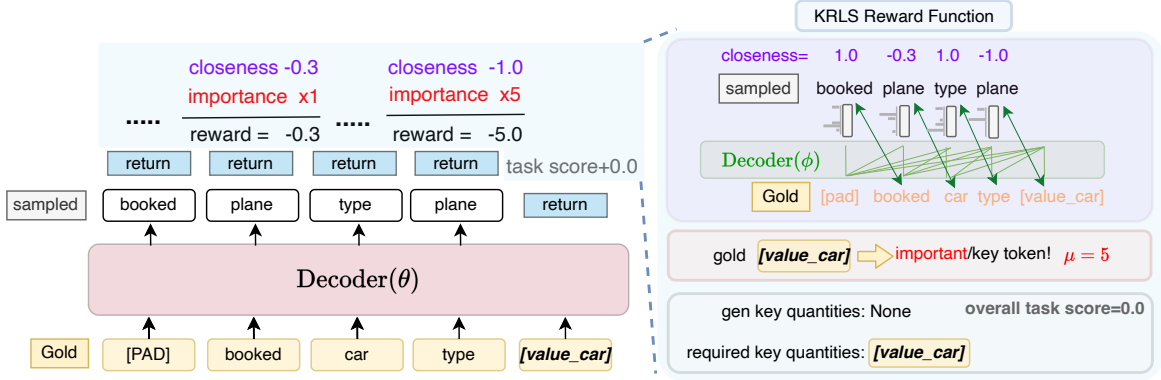 closeness -0.3
importance x1
reward = -0.3
.....
.....
closeness -1.0
importance x5
reward = -5.0
return return return return task score+0.0
sampled booked plane type plane return
Decoder(θ)
Gold [PAD] booked car type [value_car]
KRLS Reward Function
closeness= 1.0 -0.3 1.0 -1.0
sampled booked plane type plane
Decoder(ϕ)
Gold [pad] booked car type [value_car]
gold [value_car] important/key token! μ = 5
gen key quantities: None overall task score=0.0
required key quantities: [value_car]